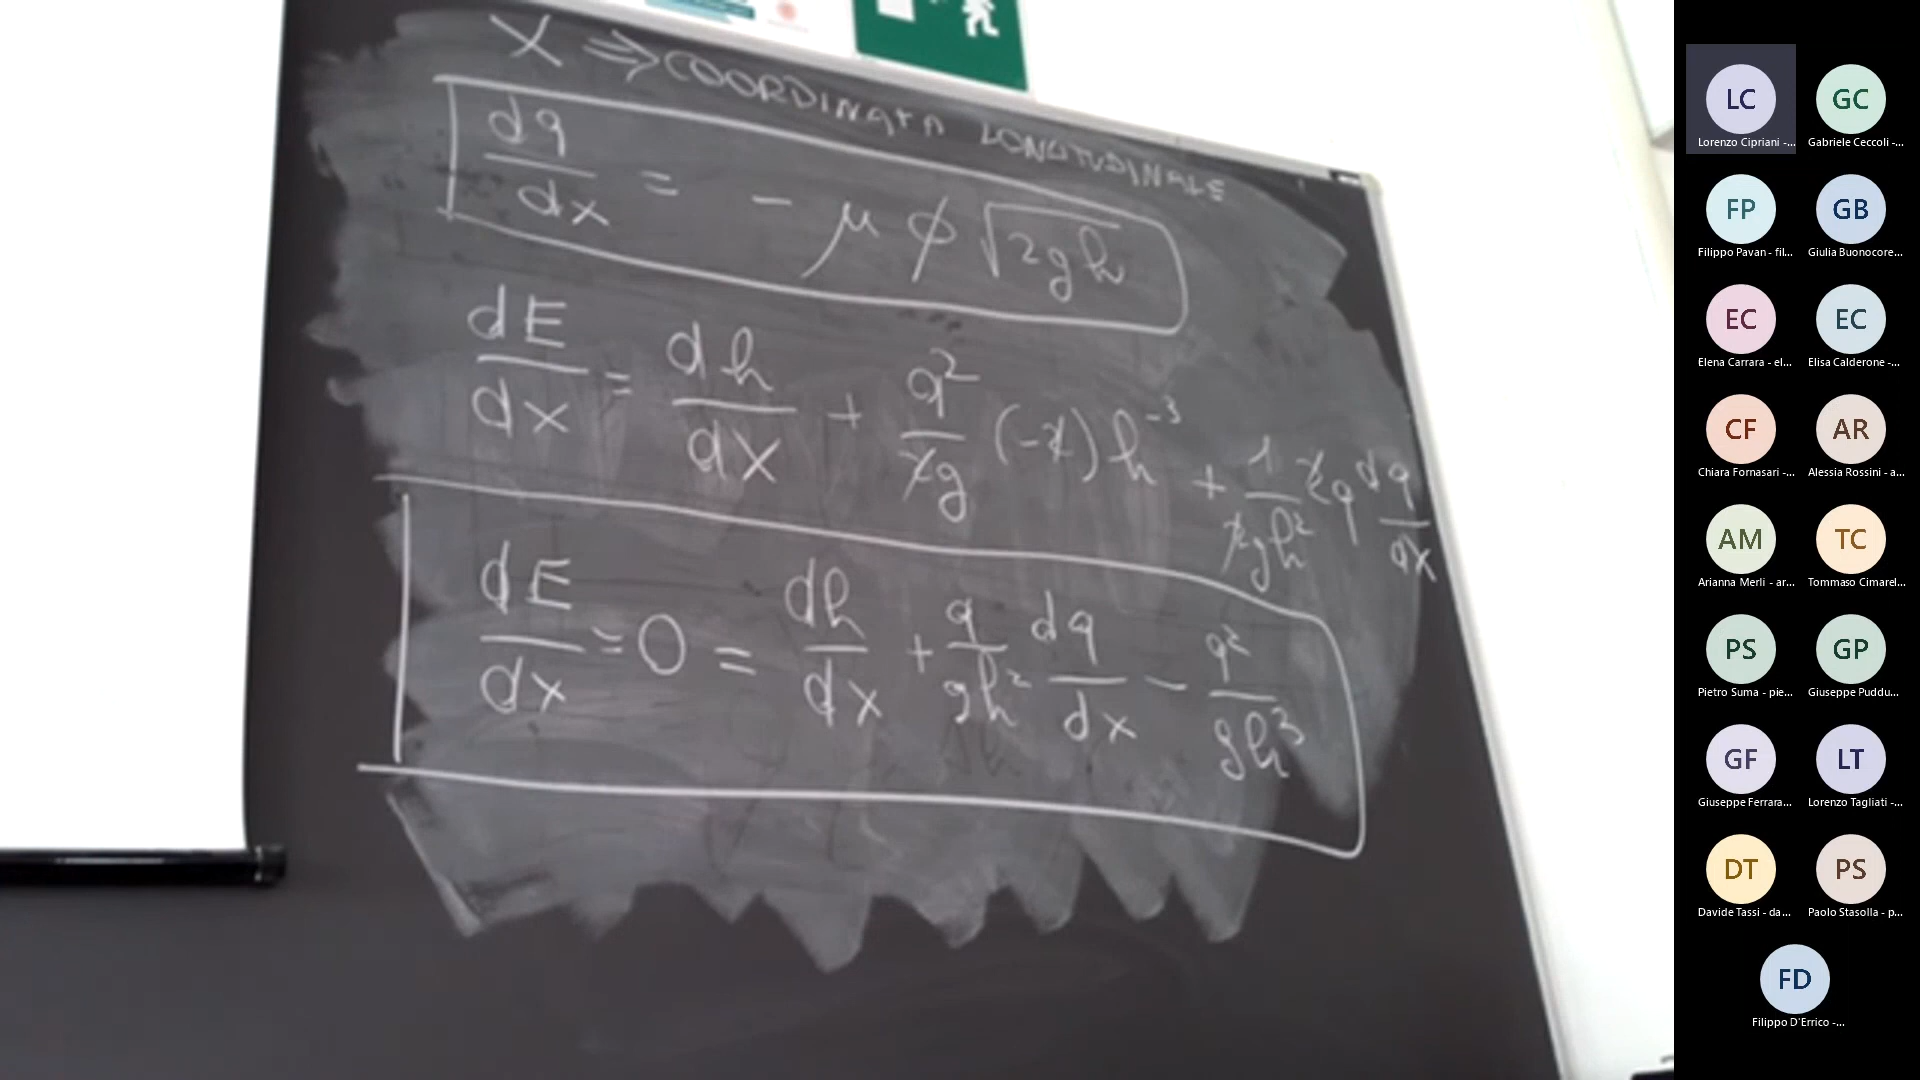 X ⇒ COORDINATA LONGITUDINALE
dq/dx = - μ ϕ √2gh
dE/dx = dh/dx + q²/2g (-2) h⁻³ + 1/2gh² 2q dq/dx
dE/dx = 0 = dh/dx + q/gh² dq/dx - q²/gh³
LC
Lorenzo Cipriani -...
GC
Gabriele Ceccoli -...
FP
Filippo Pavan - fil...
GB
Giulia Buonocore...
EC
Elena Carrara - el...
EC
Elisa Calderone -...
CF
Chiara Fornasari -...
AR
Alessia Rossini - a...
AM
Arianna Merli - ar...
TC
Tommaso Cimarel...
PS
Pietro Suma - pie...
GP
Giuseppe Puddu...
GF
Giuseppe Ferrara...
LT
Lorenzo Tagliati -...
DT
Davide Tassi - da...
PS
Paolo Stasolla - p...
FD
Filippo D'Errico -...